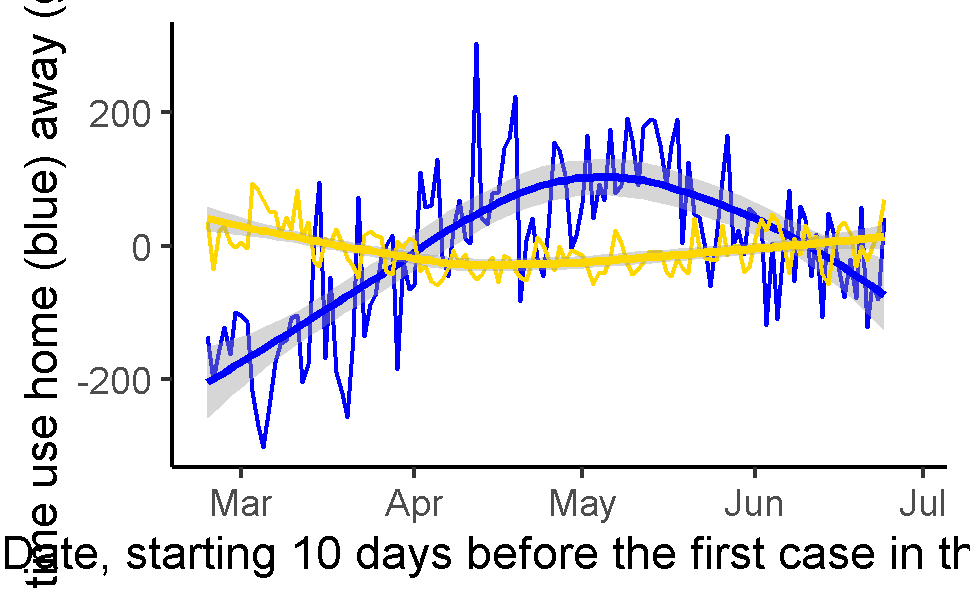 time use home (blue) away (
200
0
-200
Mar Apr May Jun Jul
Date, starting 10 days before the first case in th